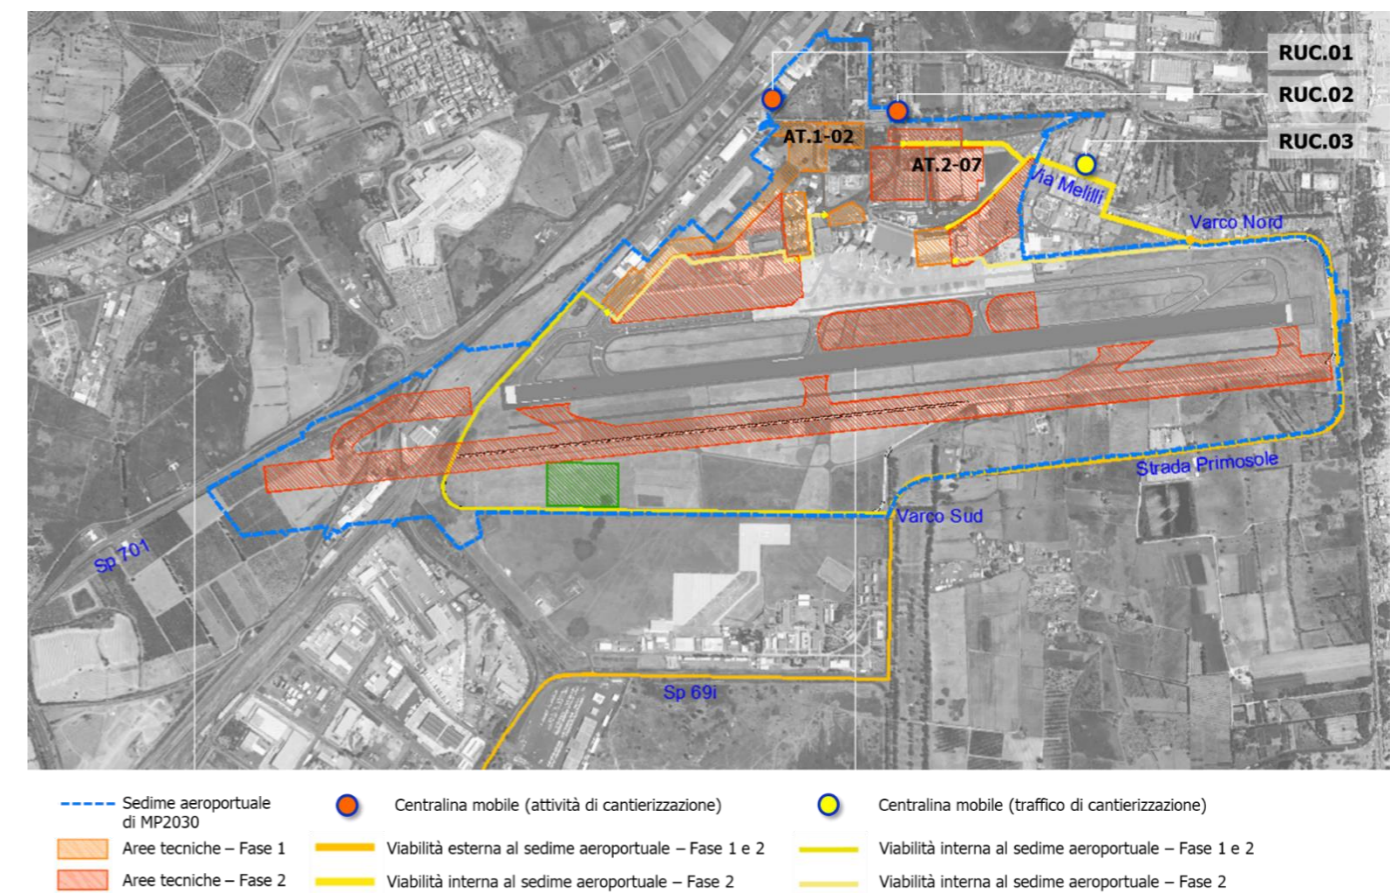 RUC.01
RUC.02
AT.1-02
RUC.03
AT.2-07
Via Melilli
Varco Nord
Strada Primosole
Varco Sud
Sp 701
Sp 69i
Sedime aeroportuale
di MP2030
Centralina mobile (attività di cantierizzazione)
Centralina mobile (traffico di cantierizzazione)
Aree tecniche – Fase 1
Viabilità esterna al sedime aeroportuale – Fase 1 e 2
Viabilità interna al sedime aeroportuale – Fase 1 e 2
Aree tecniche – Fase 2
Viabilità interna al sedime aeroportuale – Fase 2
Viabilità interna al sedime aeroportuale – Fase 2